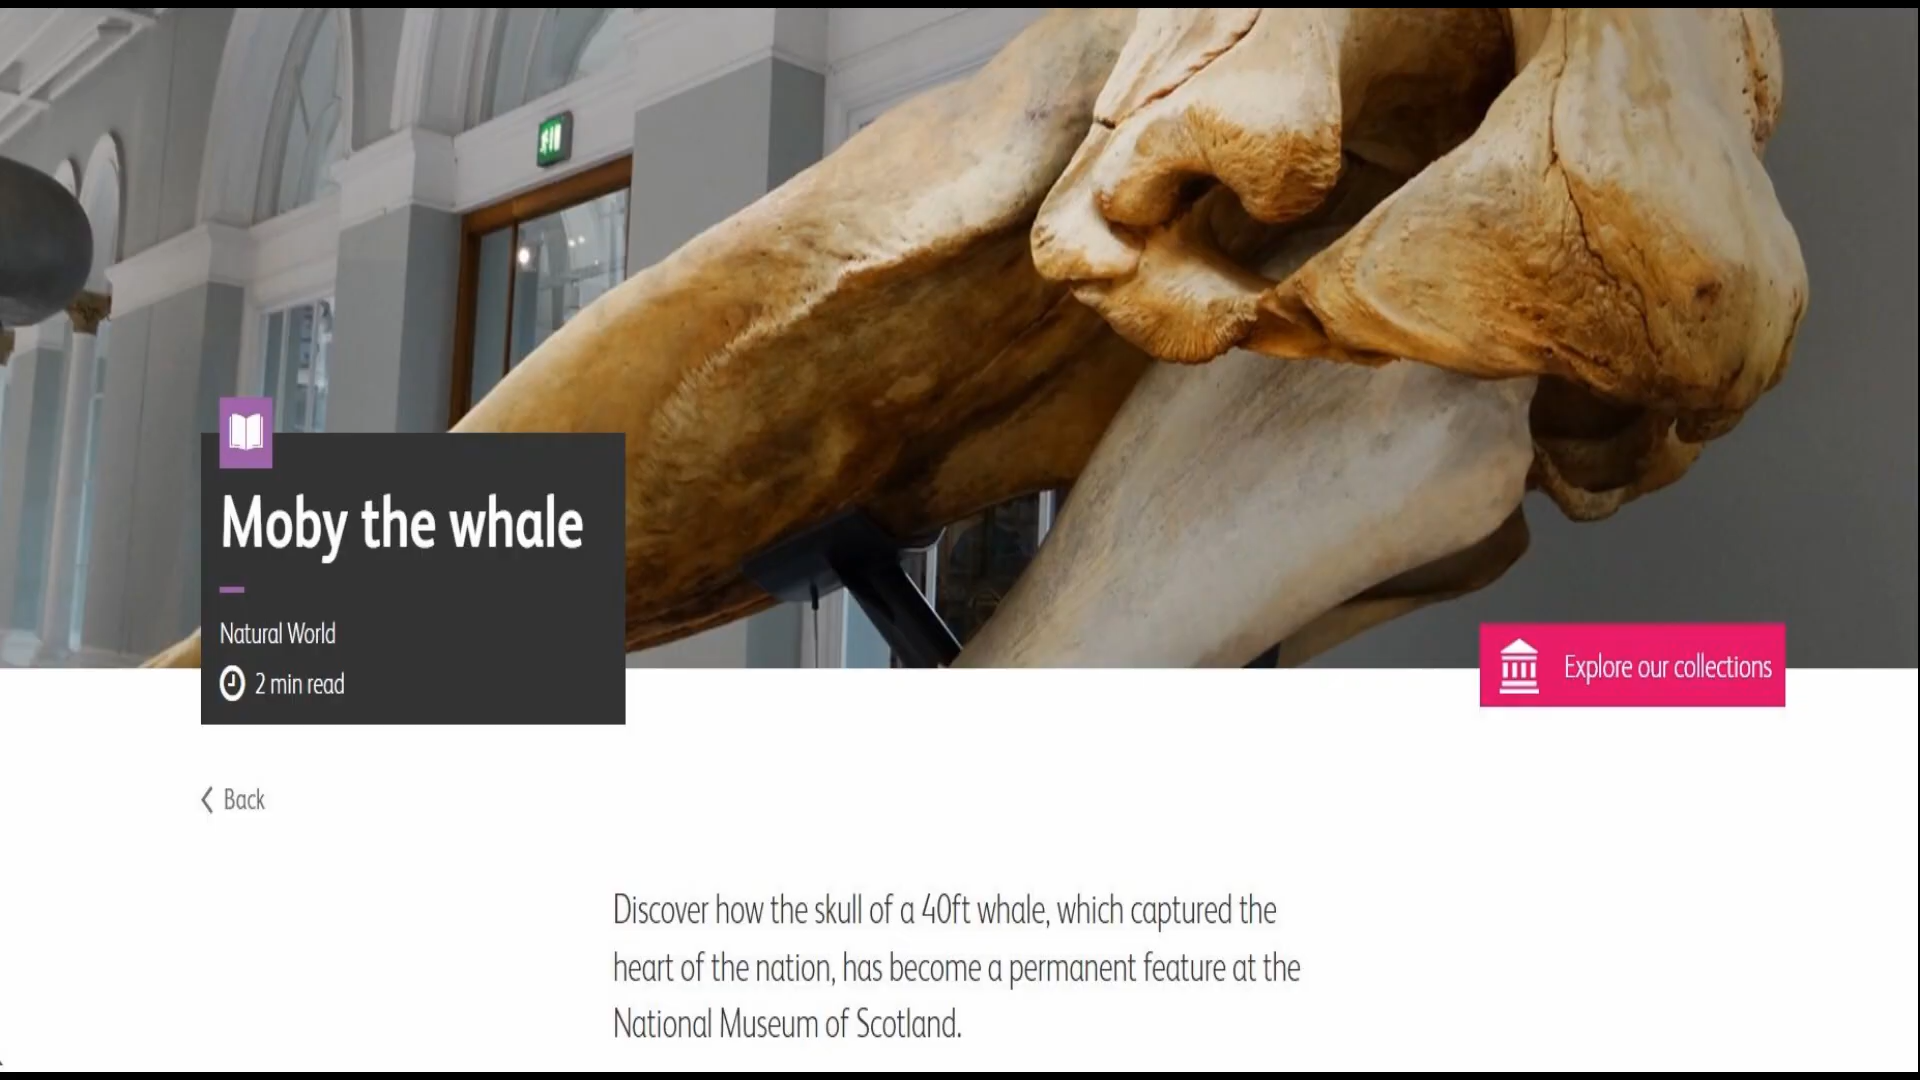 Moby the whale
Natural World
2 min read
Explore our collections
Back
Discover how the skull of a 40ft whale, which captured the
heart of the nation, has become a permanent feature at the
National Museum of Scotland.